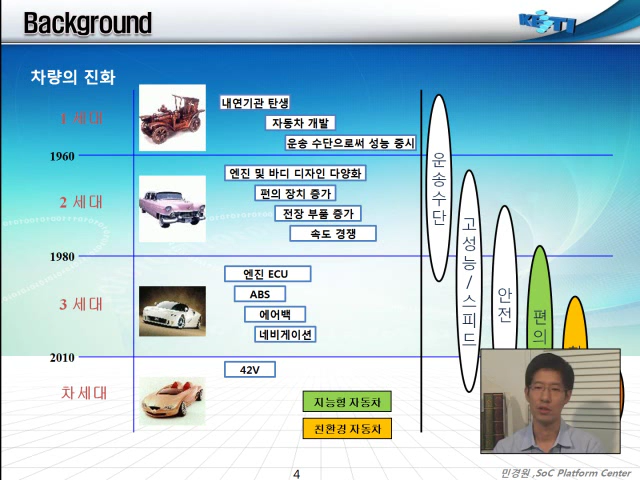 Background
KETI
차량의 진화
1 세대
내연기관 탄생
자동차 개발
운송 수단으로써 성능 중시
1960
2 세대
엔진 및 바디 디자인 다양화
편의 장치 증가
전장 부품 증가
속도 경쟁
1980
3 세대
엔진 ECU
ABS
에어백
네비게이션
2010
차세대
42V
지능형 자동차
친환경 자동차
운송수단
고성능/스피드
안전
편의
4
민경원 ,SoC Platform Center